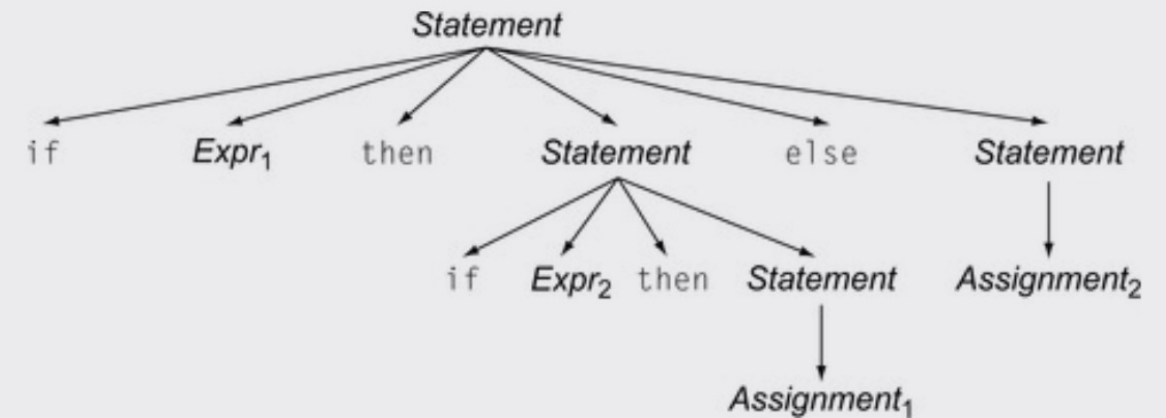 Statement
if Expr₁ then Statement else Statement
if Expr₂ then Statement Assignment₂
Assignment₁